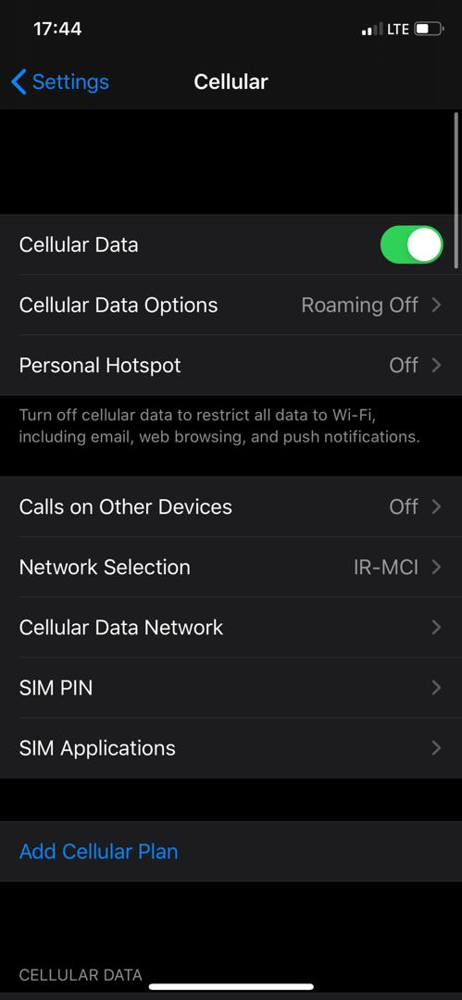 17:44
LTE
Settings
Cellular
Cellular Data
Cellular Data Options Roaming Off
Personal Hotspot Off
Turn off cellular data to restrict all data to Wi-Fi,
including email, web browsing, and push notifications.
Calls on Other Devices Off
Network Selection IR-MCI
Cellular Data Network
SIM PIN
SIM Applications
Add Cellular Plan
CELLULAR DATA